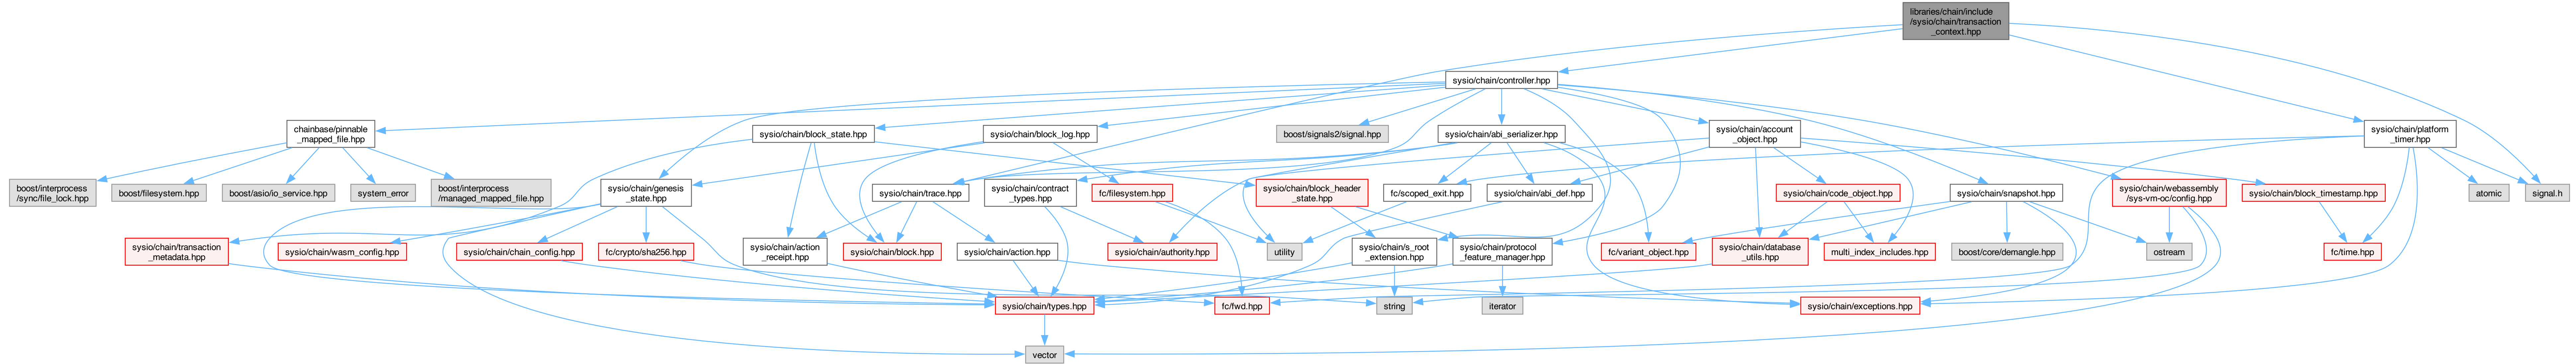 libraries/chain/include
/sysio/chain/transaction
_context.hpp
sysio/chain/controller.hpp
chainbase/pinnable
_mapped_file.hpp
sysio/chain/block_state.hpp
sysio/chain/block_log.hpp
boost/signals2/signal.hpp
sysio/chain/abi_serializer.hpp
sysio/chain/account
_object.hpp
sysio/chain/platform
_timer.hpp
boost/interprocess
/sync/file_lock.hpp
boost/filesystem.hpp
boost/asio/io_service.hpp
system_error
boost/interprocess
/managed_mapped_file.hpp
sysio/chain/genesis
_state.hpp
sysio/chain/trace.hpp
sysio/chain/contract
_types.hpp
fc/filesystem.hpp
sysio/chain/block_header
_state.hpp
fc/scoped_exit.hpp
sysio/chain/abi_def.hpp
sysio/chain/code_object.hpp
sysio/chain/snapshot.hpp
sysio/chain/webassembly
/sys-vm-oc/config.hpp
sysio/chain/block_timestamp.hpp
atomic
signal.h
sysio/chain/transaction
_metadata.hpp
sysio/chain/wasm_config.hpp
sysio/chain/chain_config.hpp
fc/crypto/sha256.hpp
sysio/chain/action
_receipt.hpp
sysio/chain/block.hpp
sysio/chain/action.hpp
sysio/chain/authority.hpp
utility
sysio/chain/s_root
_extension.hpp
sysio/chain/protocol
_feature_manager.hpp
fc/variant_object.hpp
sysio/chain/database
_utils.hpp
multi_index_includes.hpp
boost/core/demangle.hpp
ostream
fc/time.hpp
sysio/chain/types.hpp
fc/fwd.hpp
string
iterator
sysio/chain/exceptions.hpp
vector